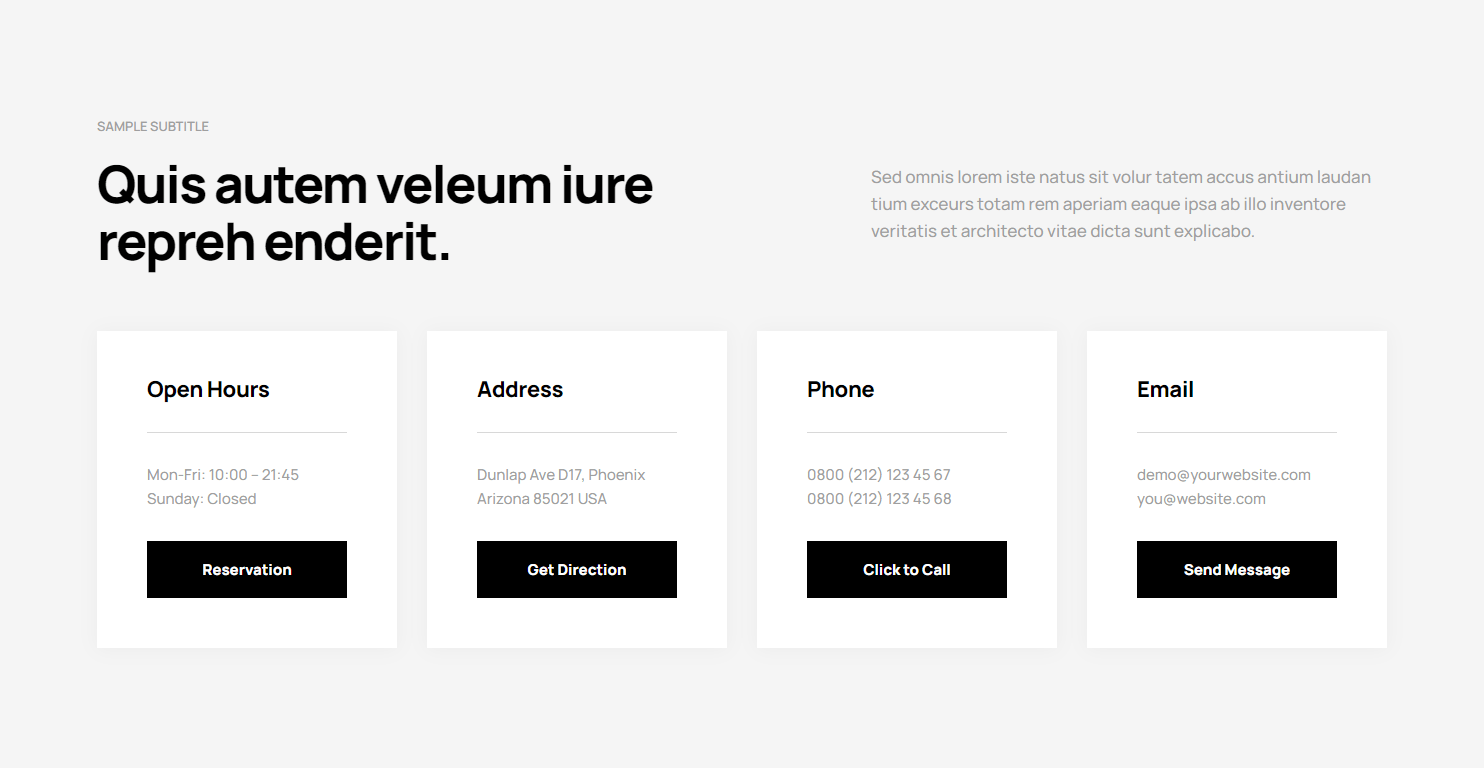 SAMPLE SUBTITLE
Quis autem veleum iure
repreh enderit.
Sed omnis lorem iste natus sit volur tatem accus antium laudan
tium exceurs totam rem aperiam eaque ipsa ab illo inventore
veritatis et architecto vitae dicta sunt explicabo.
Open Hours
Mon-Fri: 10:00 – 21:45
Sunday: Closed
Reservation
Address
Dunlap Ave D17, Phoenix
Arizona 85021 USA
Get Direction
Phone
0800 (212) 123 45 67
0800 (212) 123 45 68
Click to Call
Email
demo@yourwebsite.com
you@website.com
Send Message